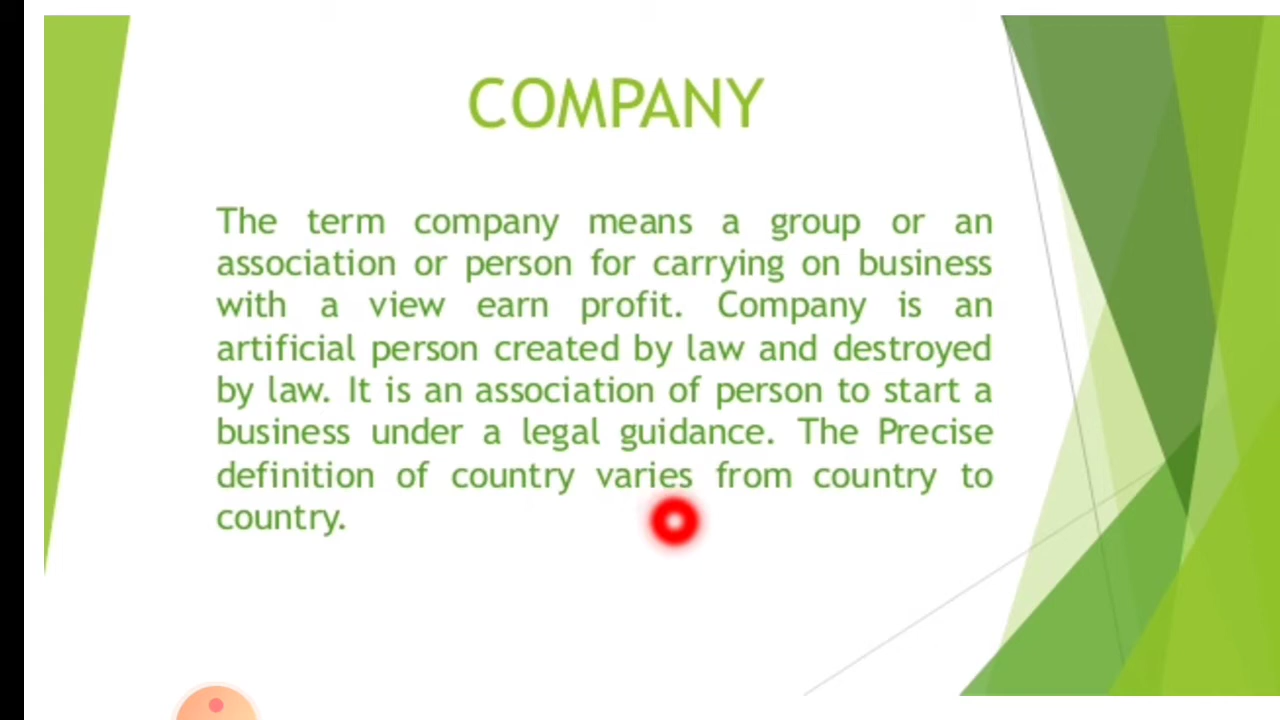 COMPANY
The term company means a group or an
association or person for carrying on business
with a view earn profit. Company is an
artificial person created by law and destroyed
by law. It is an association of person to start a
business under a legal guidance. The Precise
definition of country varies from country to
country.